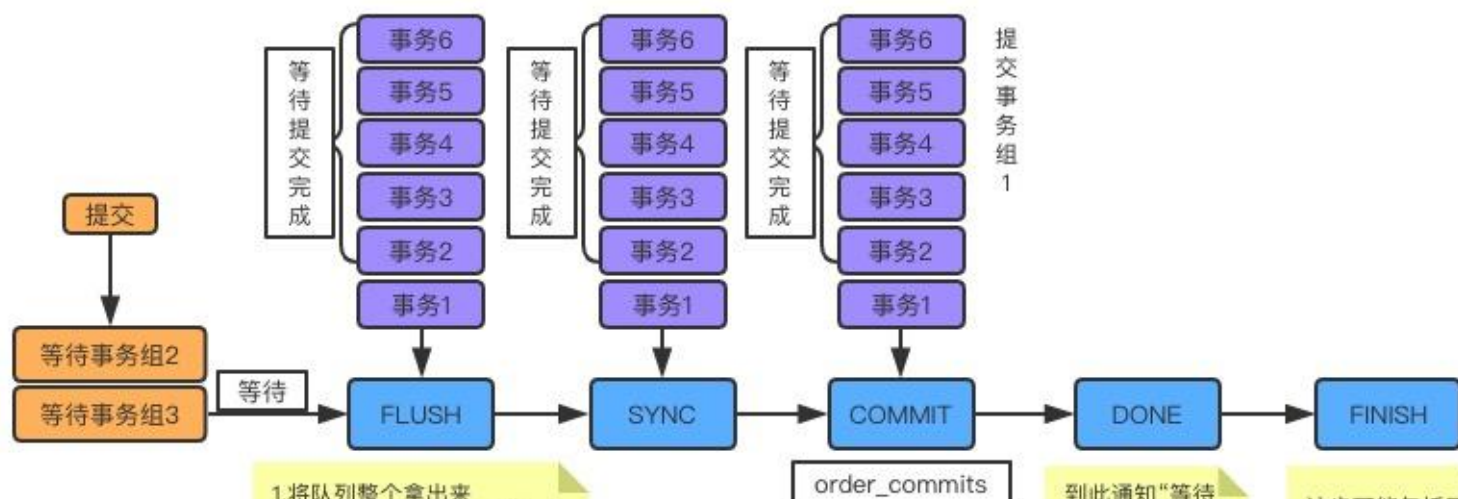 事务6
事务5
事务4
事务3
事务2
事务1
等待提交完成
事务6
事务5
事务4
事务3
事务2
事务1
等待提交完成
事务6
事务5
事务4
事务3
事务2
事务1
等待提交完成
提交事务组1
提交
等待事务组2
等待事务组3
等待
FLUSH
SYNC
COMMIT
DONE
FINISH
1.将队列整个拿出来
order_commits
到此通知“等待